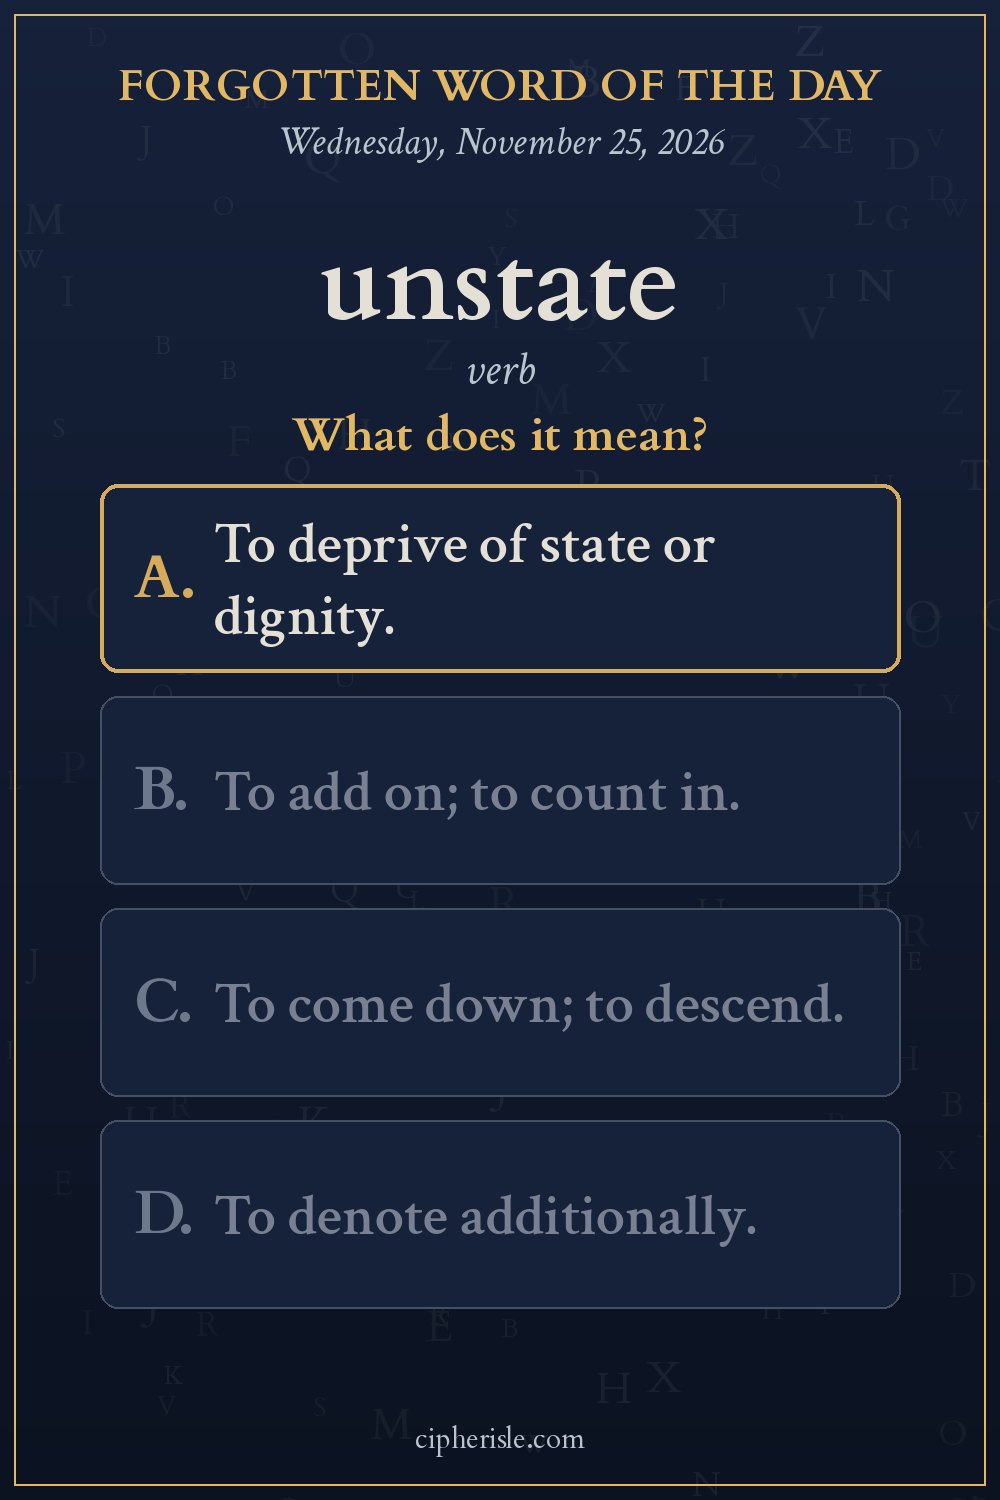 FORGOTTEN WORD OF THE DAY
Wednesday, November 25, 2026
unstate
verb
What does it mean?
A. To deprive of state or
dignity.
B. To add on; to count in.
C. To come down; to descend.
D. To denote additionally.
cipherisle.com